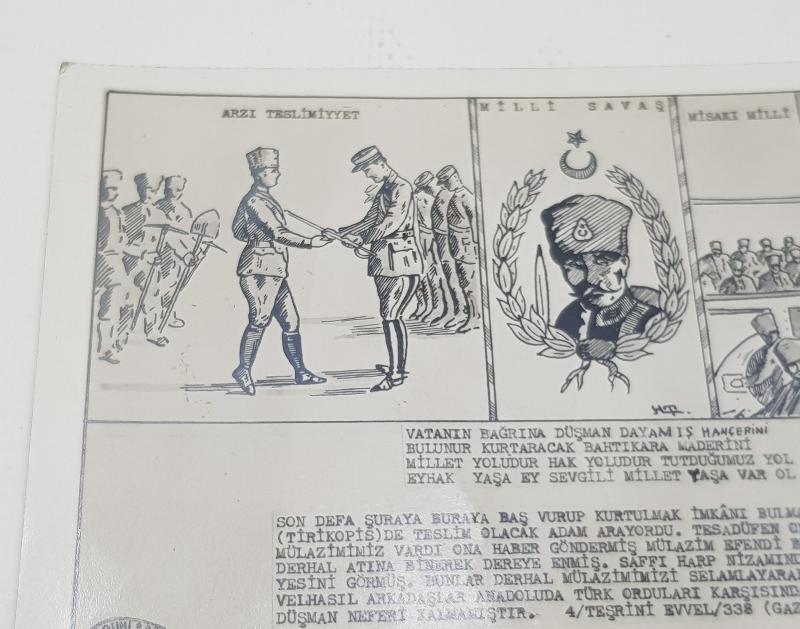 ARZI TESLİMİYYET
MİLLİ SAVAŞ
MİSAKI MİLLİ
VATANIN BAĞRINA DÜŞMAN DAYAMIŞ HANÇERİNİ
BULUNUR KURTARACAK BAHTIKARA MADERİNİ
MİLLET YOLUDUR HAK YOLUDUR TUTDUĞUMUZ YOL
EYHAK YAŞA EY SEVGİLİ MİLLET YAŞA VAR OL
SON DEFA ŞURAYA BURAYA BAŞ VURUP KURTULMAK İMKÂNI BULMA
(TİRİKOPİS)DE TESLİM OLACAK ADAM ARAYORDU. TESADÜFEN
MÜLAZİMİMİZ VARDI ONA HABER GÖNDERMİŞ MÜLAZİM EFENDİ
DERHAL ATINA BİNEREK DEREYE ENMİŞ. SAFFI HARP NİZAMIND
YESİNİ GÖRMÜŞ. BUNLAR DERHAL MÜLAZİMİMİZİ SELAMLAYARA
VELHASIL ARKADAŞLAR ANADOLUDA TÜRK ORDULARI KARŞISINDA
DÜŞMAN NEFERİ KALMAMIŞTIR. 4/TEŞRİNİ EVVEL/338 (GAZ